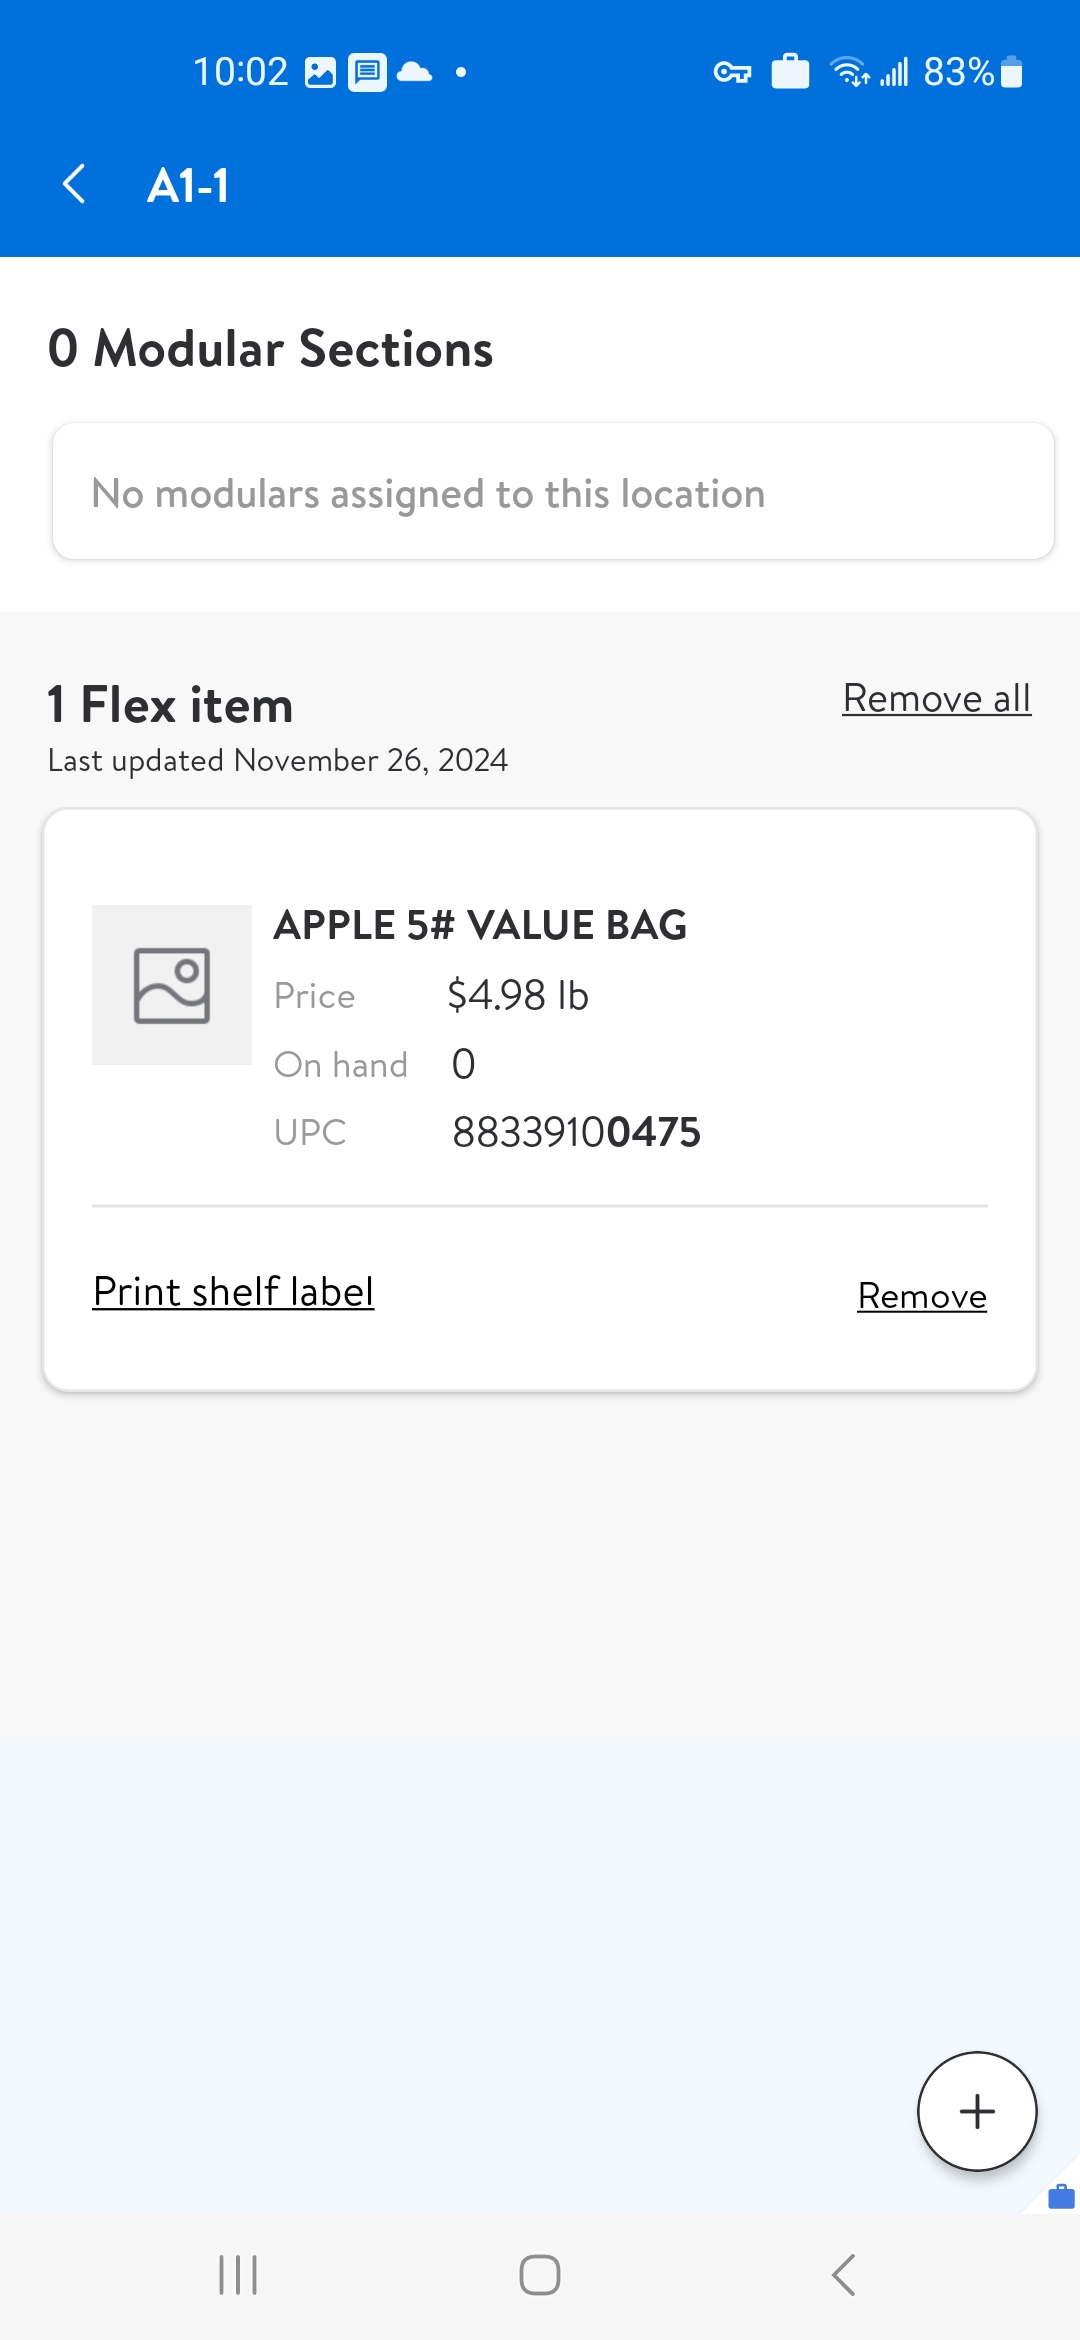 10:02
83%
A1-1
0 Modular Sections
No modulars assigned to this location
1 Flex item
Remove all
Last updated November 26, 2024
APPLE 5# VALUE BAG
Price $4.98 lb
On hand 0
UPC 88339100475
Print shelf label
Remove